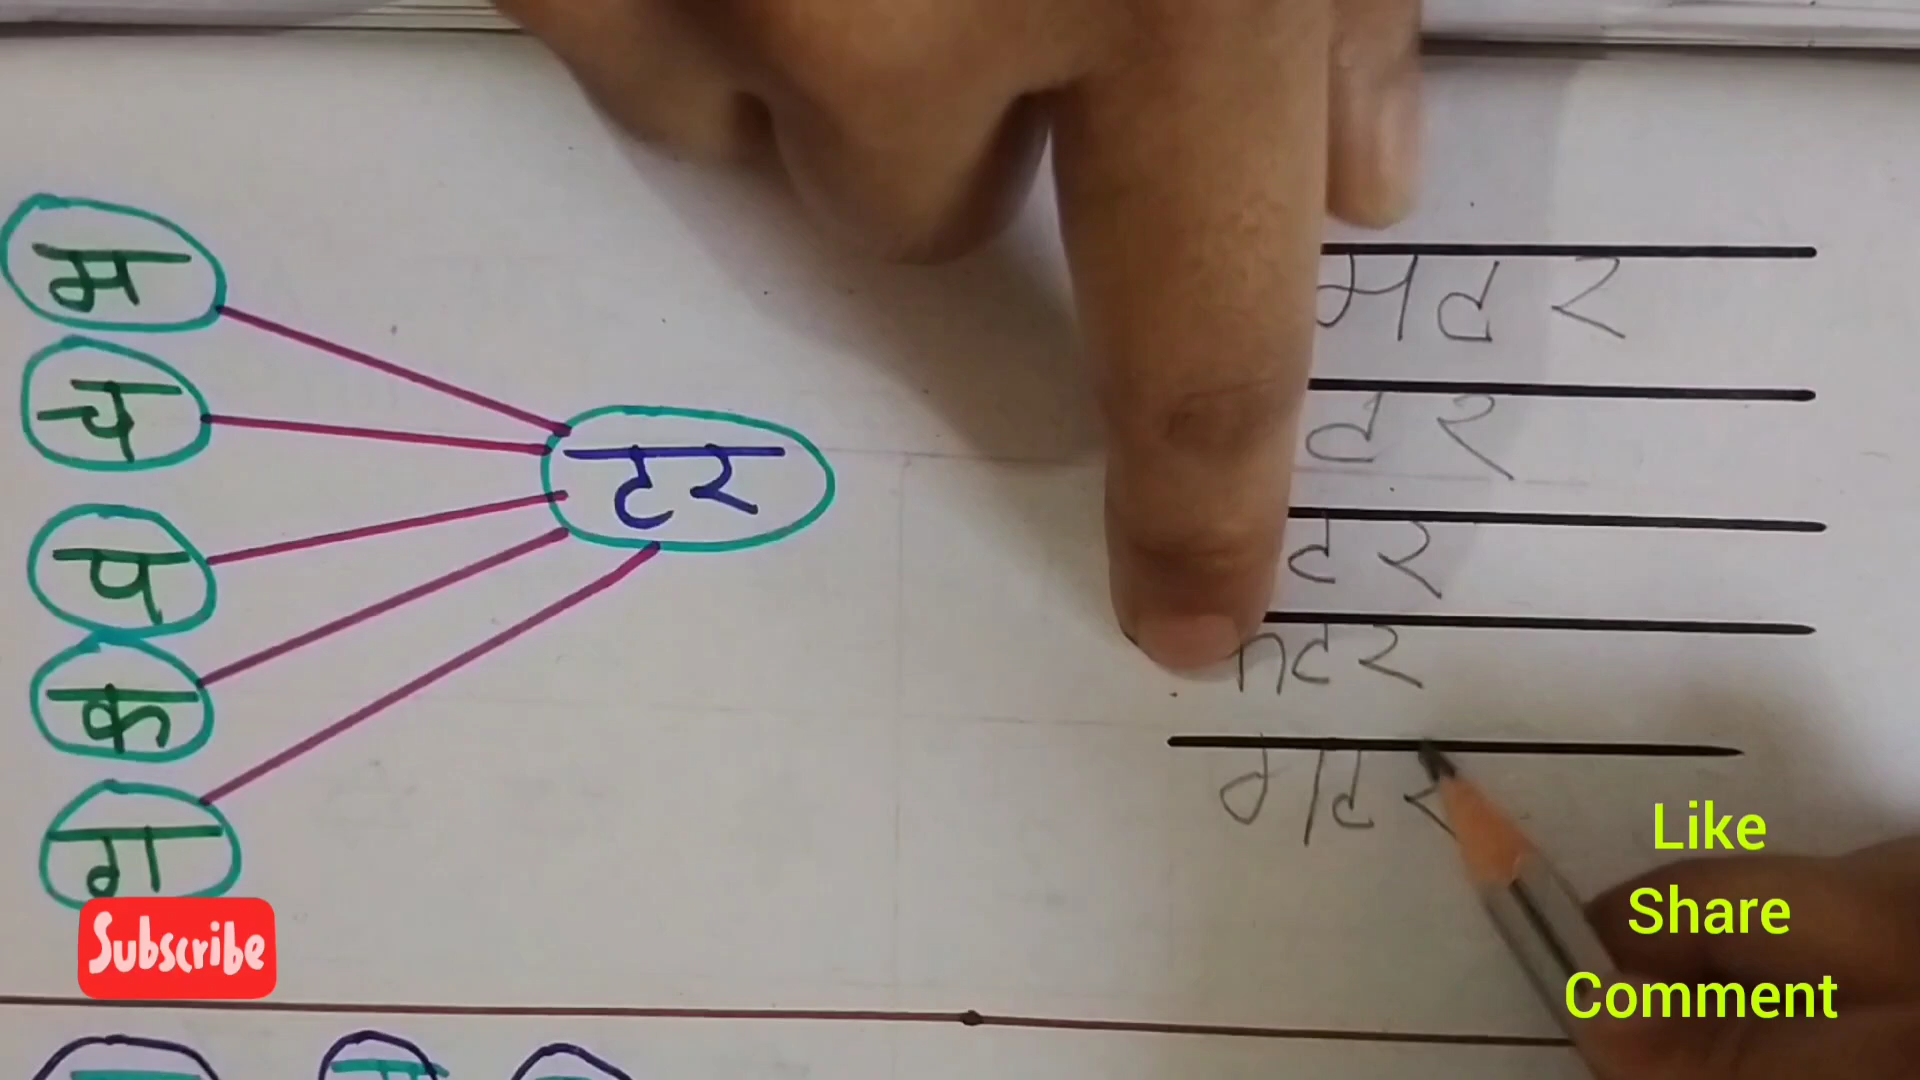 म
च
प
क
ग
टर
मटर
टर
टर
टर
गटर
Subscribe
Like
Share
Comment